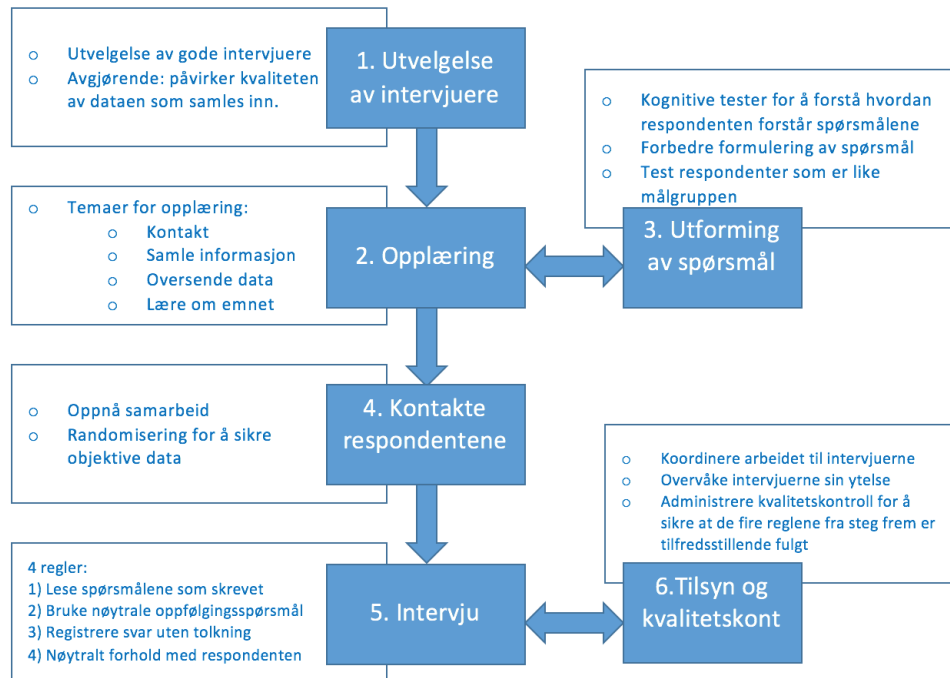 o Utvelgelse av gode intervjuere
o Avgjørende: påvirker kvaliteten
av dataen som samles inn.
1. Utvelgelse
av intervjuere
o Kognitive tester for å forstå hvordan
respondenten forstår spørsmålene
o Forbedre formulering av spørsmål
o Test respondenter som er like
målgruppen
o Temaer for opplæring:
o Kontakt
o Samle informasjon
o Oversende data
o Lære om emnet
2. Opplæring
3. Utforming
av spørsmål
o Oppnå samarbeid
o Randomisering for å sikre
objektive data
4. Kontakte
respondentene
o Koordinere arbeidet til intervjuerne
o Overvåke intervjuerne sin ytelse
o Administrere kvalitetskontroll for å
sikre at de fire reglene fra steg frem er
tilfredsstillende fulgt
4 regler:
1) Lese spørsmålene som skrevet
2) Bruke nøytrale oppfølgingsspørsmål
3) Registrere svar uten tolkning
4) Nøytralt forhold med respondenten
5. Intervju
6.Tilsyn og
kvalitetskont